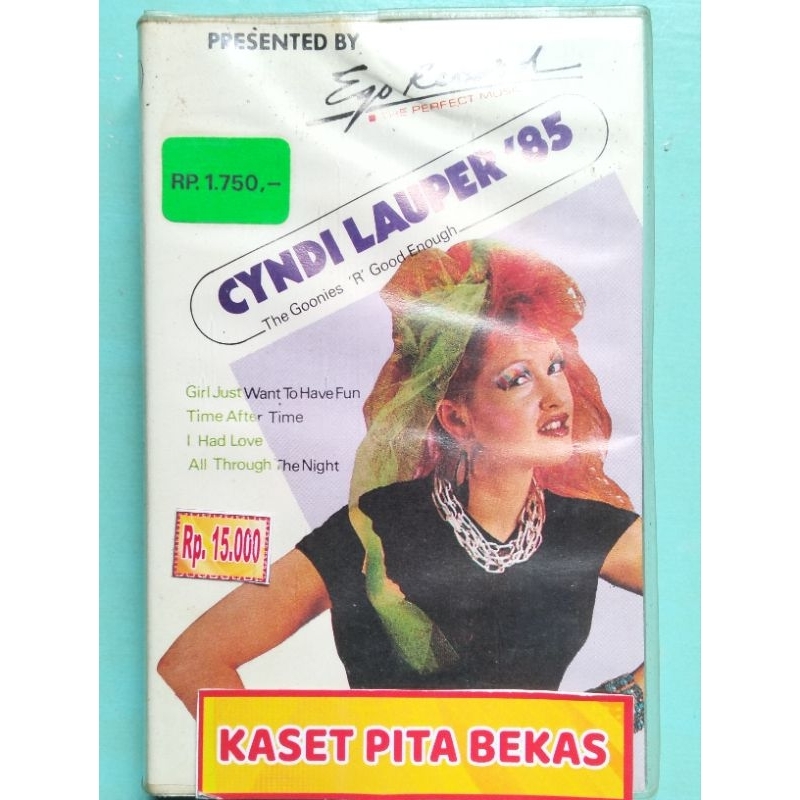 PRESENTED BY
Ego Record
THE PERFECT MUSIC
RP. 1.750,-
CYNDI LAUPER '85
The Goonies 'R' Good Enough
Girl Just Want To Have Fun
Time After Time
I Had Love
All Through The Night
Rp. 15.000
KASET PITA BEKAS